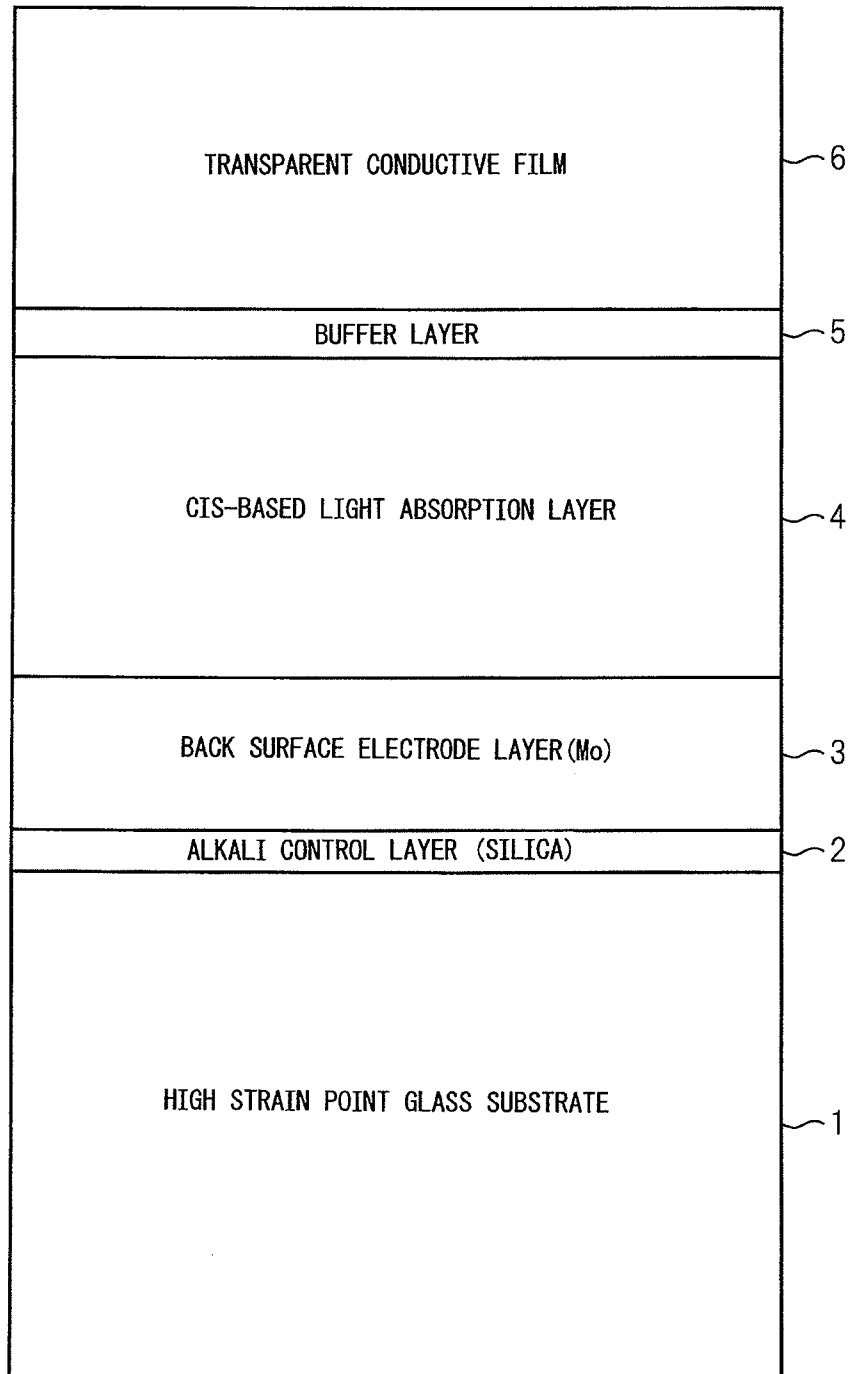 TRANSPARENT CONDUCTIVE FILM 6
BUFFER LAYER 5
CIS-BASED LIGHT ABSORPTION LAYER 4
BACK SURFACE ELECTRODE LAYER(Mo) 3
ALKALI CONTROL LAYER (SILICA) 2
HIGH STRAIN POINT GLASS SUBSTRATE 1